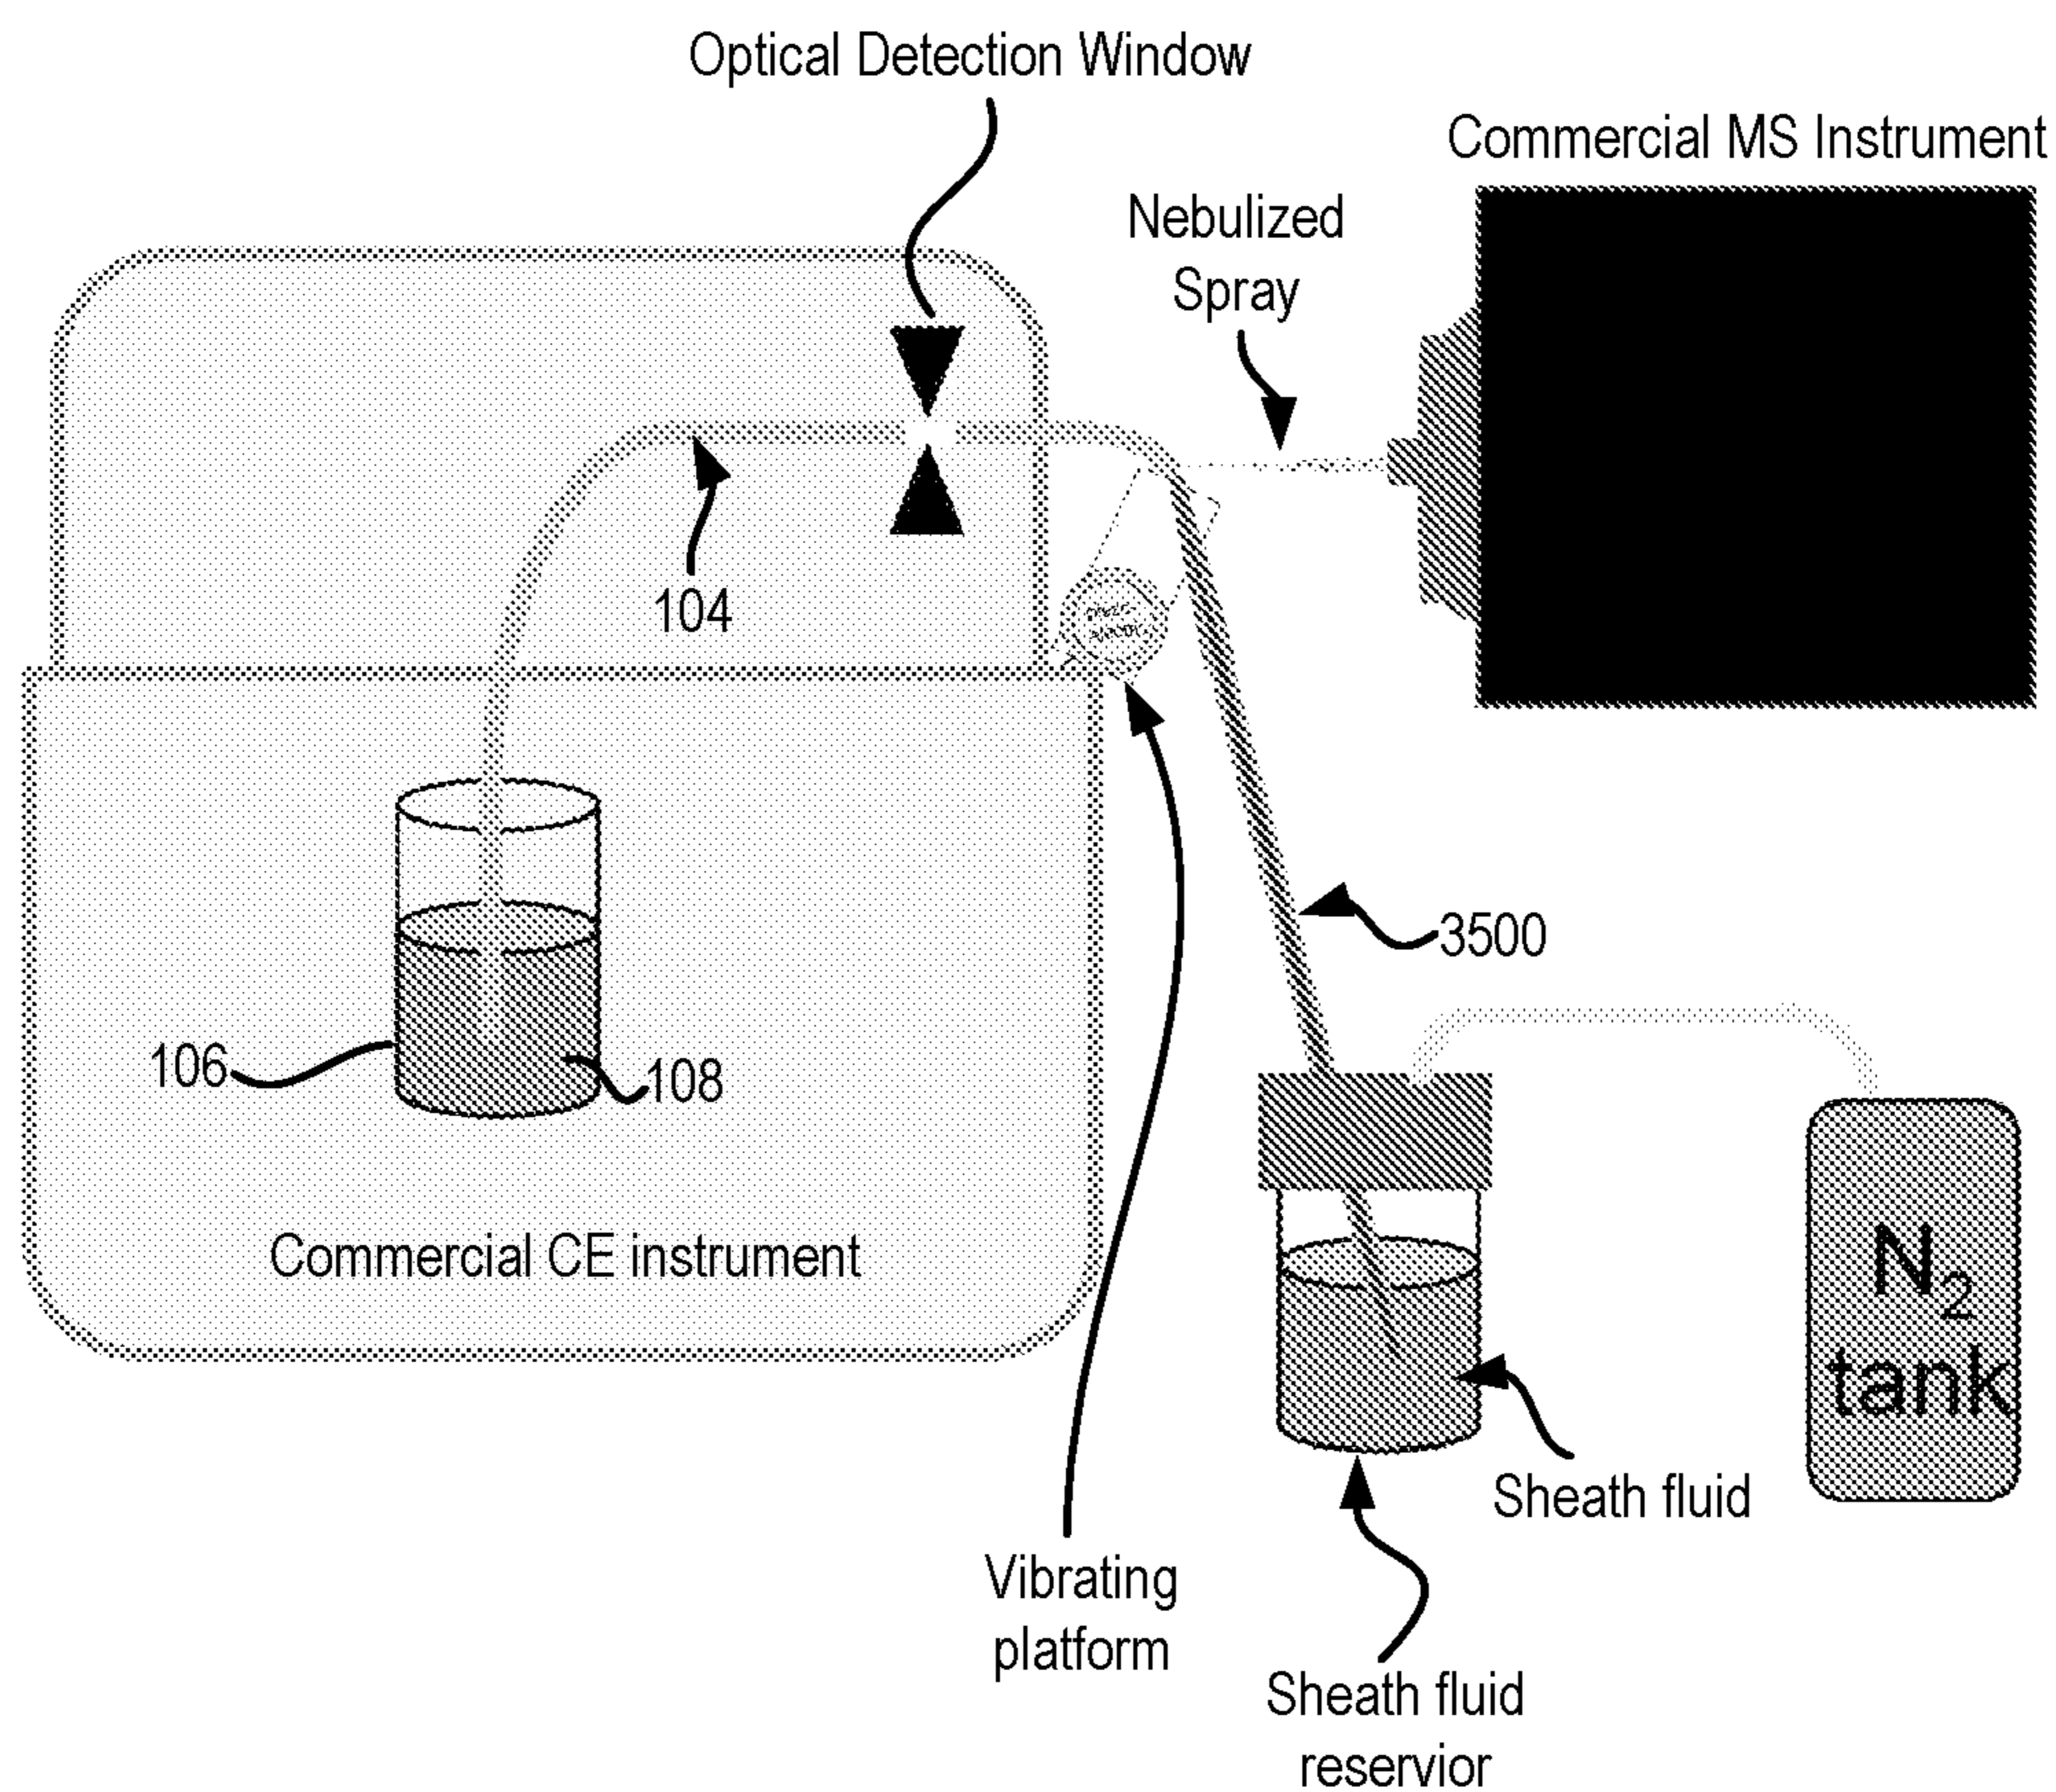 Optical Detection Window
Commercial MS Instrument
Nebulized
Spray
104
3500
106
108
Commercial CE instrument
N2
tank
Sheath fluid
Vibrating
platform
Sheath fluid
reservior